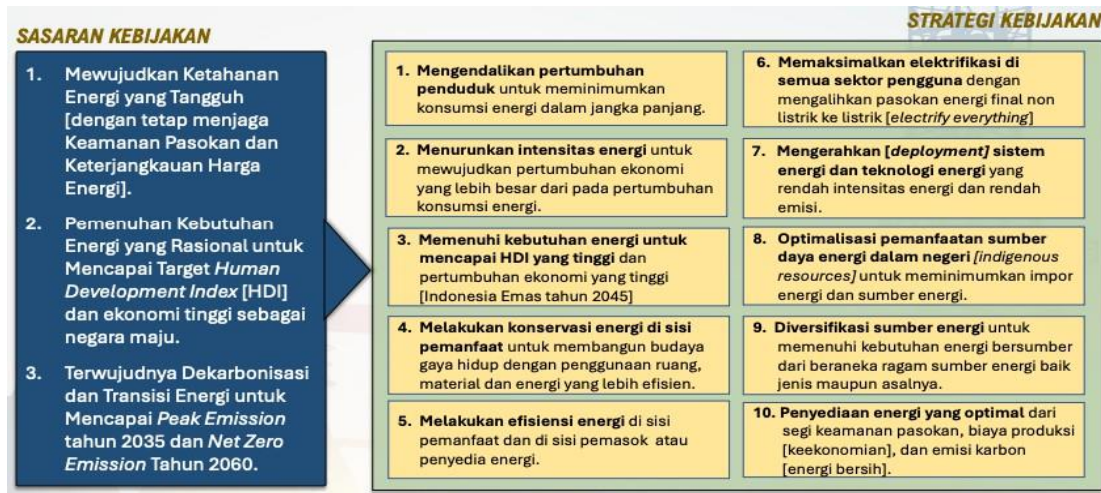 SASARAN KEBIJAKAN
1. Mewujudkan Ketahanan
Energi yang Tangguh
[dengan tetap menjaga
Keamanan Pasokan dan
Keterjangkauan Harga
Energi].
2. Pemenuhan Kebutuhan
Energi yang Rasional untuk
Mencapai Target Human
Development Index [HDI]
dan ekonomi tinggi sebagai
negara maju.
3. Terwujudnya Dekarbonisasi
dan Transisi Energi untuk
Mencapai Peak Emission
tahun 2035 dan Net Zero
Emission Tahun 2060.
STRATEGI KEBIJAKAN
1. Mengendalikan pertumbuhan
penduduk untuk meminimumkan
konsumsi energi dalam jangka panjang.
2. Menurunkan intensitas energi untuk
mewujudkan pertumbuhan ekonomi
yang lebih besar dari pada pertumbuhan
konsumsi energi.
3. Memenuhi kebutuhan energi untuk
mencapai HDI yang tinggi dan
pertumbuhan ekonomi yang tinggi
[Indonesia Emas tahun 2045]
4. Melakukan konservasi energi di sisi
pemanfaat untuk membangun budaya
gaya hidup dengan penggunaan ruang,
material dan energi yang lebih efisien.
5. Melakukan efisiensi energi di sisi
pemanfaat dan di sisi pemasok atau
penyedia energi.
6. Memaksimalkan elektrifikasi di
semua sektor pengguna dengan
mengalihkan pasokan energi final non
listrik ke listrik [electrify everything]
7. Mengerahkan [deployment] sistem
energi dan teknologi energi yang
rendah intensitas energi dan rendah
emisi.
8. Optimalisasi pemanfaatan sumber
daya energi dalam negeri [indigenous
resources] untuk meminimumkan impor
energi dan sumber energi.
9. Diversifikasi sumber energi untuk
memenuhi kebutuhan energi bersumber
dari beraneka ragam sumber energi baik
jenis maupun asalnya.
10. Penyediaan energi yang optimal dari
segi keamanan pasokan, biaya produksi
[keekonomian], dan emisi karbon
[energi bersih].